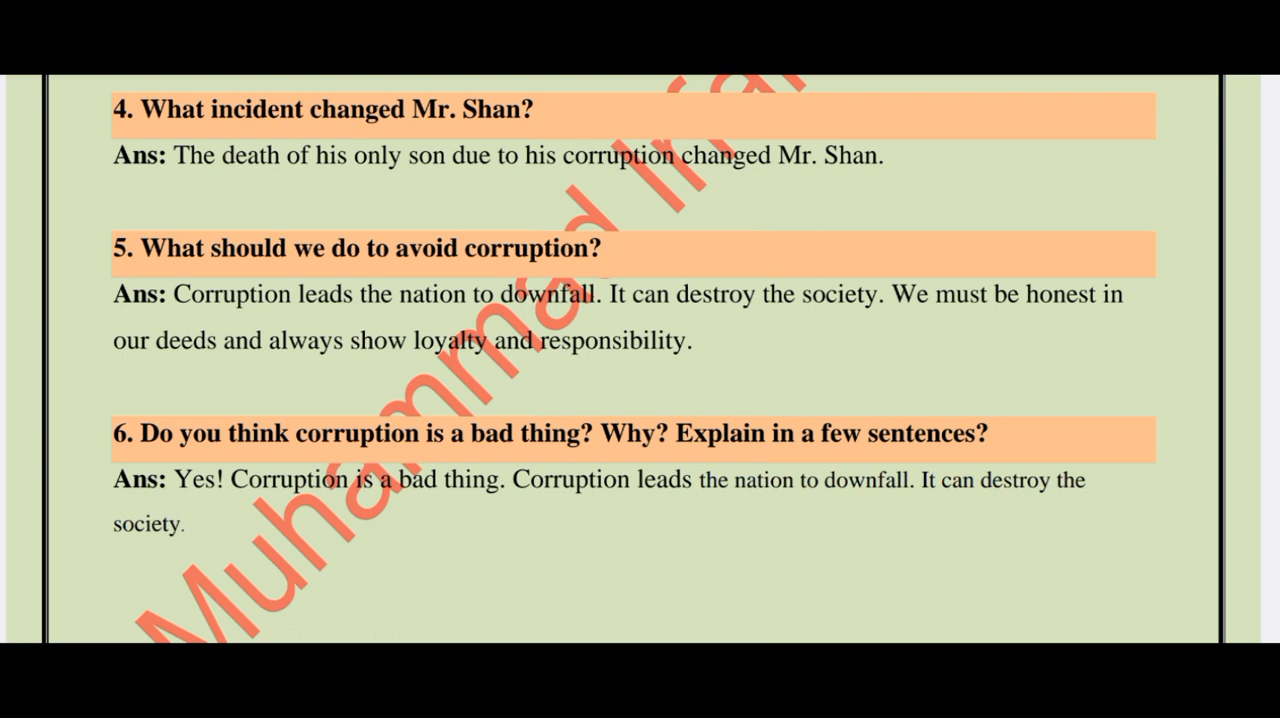 4. What incident changed Mr. Shan?
Ans: The death of his only son due to his corruption changed Mr. Shan.
5. What should we do to avoid corruption?
Ans: Corruption leads the nation to downfall. It can destroy the society. We must be honest in
our deeds and always show loyalty and responsibility.
6. Do you think corruption is a bad thing? Why? Explain in a few sentences?
Ans: Yes! Corruption is a bad thing. Corruption leads the nation to downfall. It can destroy the
society.
Muhammad